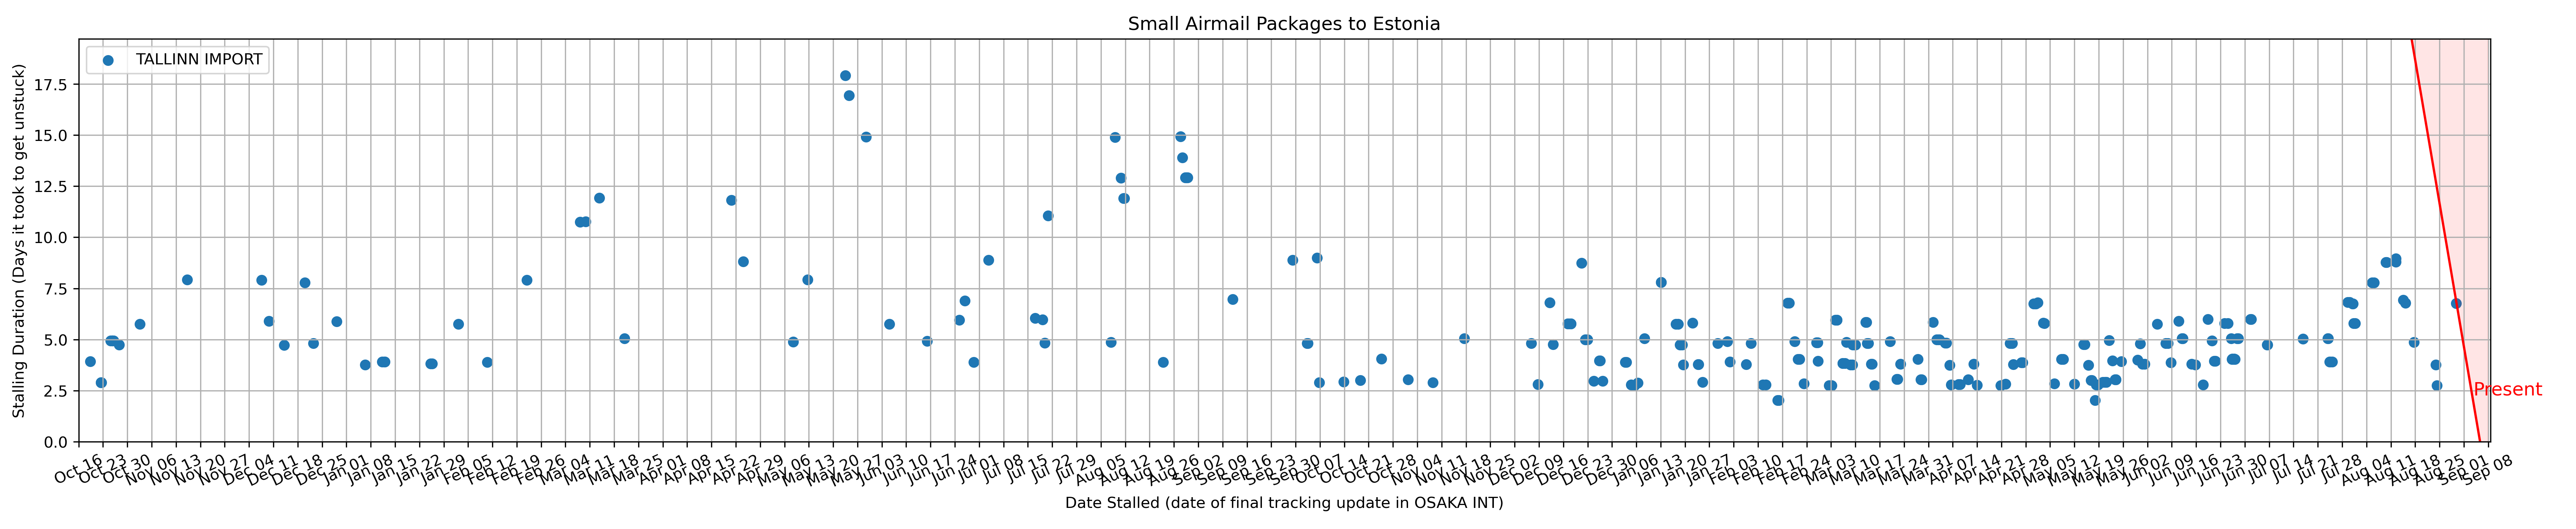 Small Airmail Packages to Estonia
TALLINN IMPORT
Stalling Duration (Days it took to get unstuck)
17.5
15.0
12.5
10.0
7.5
5.0
2.5
0.0
Present
Oct 16 Oct 23 Oct 30 Nov 06 Nov 13 Nov 20 Nov 27 Dec 04 Dec 11 Dec 18 Dec 25 Jan 01 Jan 08 Jan 15 Jan 22 Jan 29 Feb 05 Feb 12 Feb 19 Feb 26 Mar 04 Mar 11 Mar 18 Mar 25 Apr 01 Apr 08 Apr 15 Apr 22 Apr 29 May 06 May 13 May 20 May 27 Jun 03 Jun 10 Jun 17 Jun 24 Jul 01 Jul 08 Jul 15 Jul 22 Jul 29 Aug 05 Aug 12 Aug 19 Aug 26 Sep 02 Sep 09 Sep 16 Sep 23 Sep 30 Oct 07 Oct 14 Oct 21 Oct 28 Nov 04 Nov 11 Nov 18 Nov 25 Dec 02 Dec 09 Dec 16 Dec 23 Dec 30 Jan 06 Jan 13 Jan 20 Jan 27 Feb 03 Feb 10 Feb 17 Feb 24 Mar 03 Mar 10 Mar 17 Mar 24 Mar 31 Apr 07 Apr 14 Apr 21 Apr 28 May 05 May 12 May 19 May 26 Jun 02 Jun 09 Jun 16 Jun 23 Jun 30 Jul 07 Jul 14 Jul 21 Jul 28 Aug 04 Aug 11 Aug 18 Aug 25 Sep 01 Sep 08
Date Stalled (date of final tracking update in OSAKA INT)